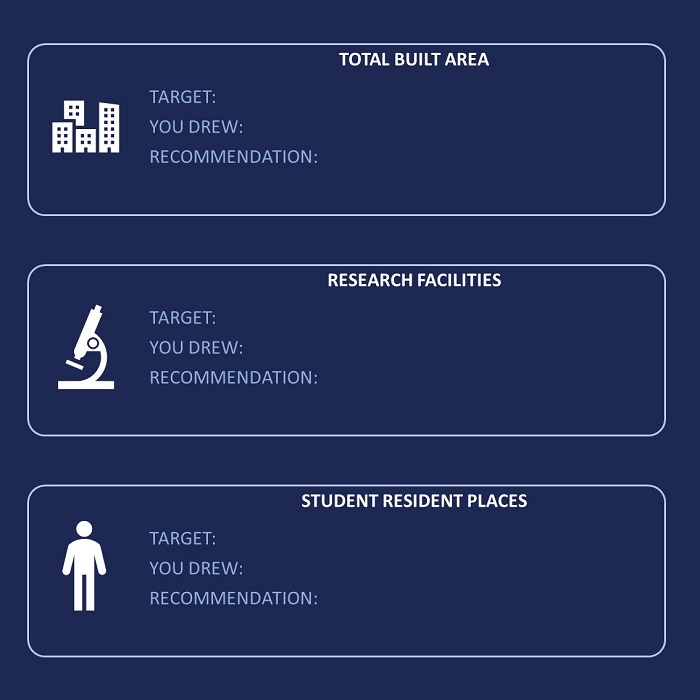 TOTAL BUILT AREA
TARGET:
YOU DREW:
RECOMMENDATION:
RESEARCH FACILITIES
TARGET:
YOU DREW:
RECOMMENDATION:
STUDENT RESIDENT PLACES
TARGET:
YOU DREW:
RECOMMENDATION: